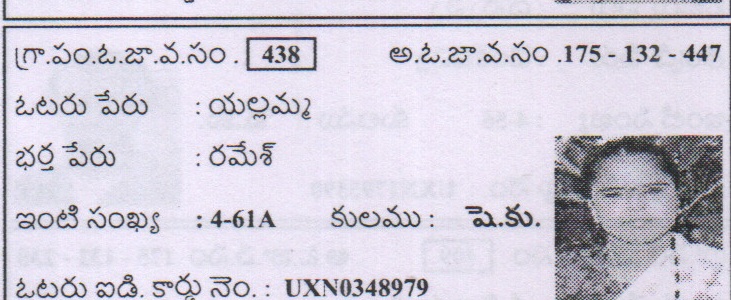 గ్రా.పం.ఓ.జా.వ.సం . 438 అ.ఓ.జా.వ.సం .175 - 132 - 447
ఓటరు పేరు : యల్లమ్మ
భర్త పేరు : రమేశ్
ఇంటి సంఖ్య : 4-61A కులము : షె.కు.
ఓటరు ఐడి. కార్డు నెం. : UXN0348979